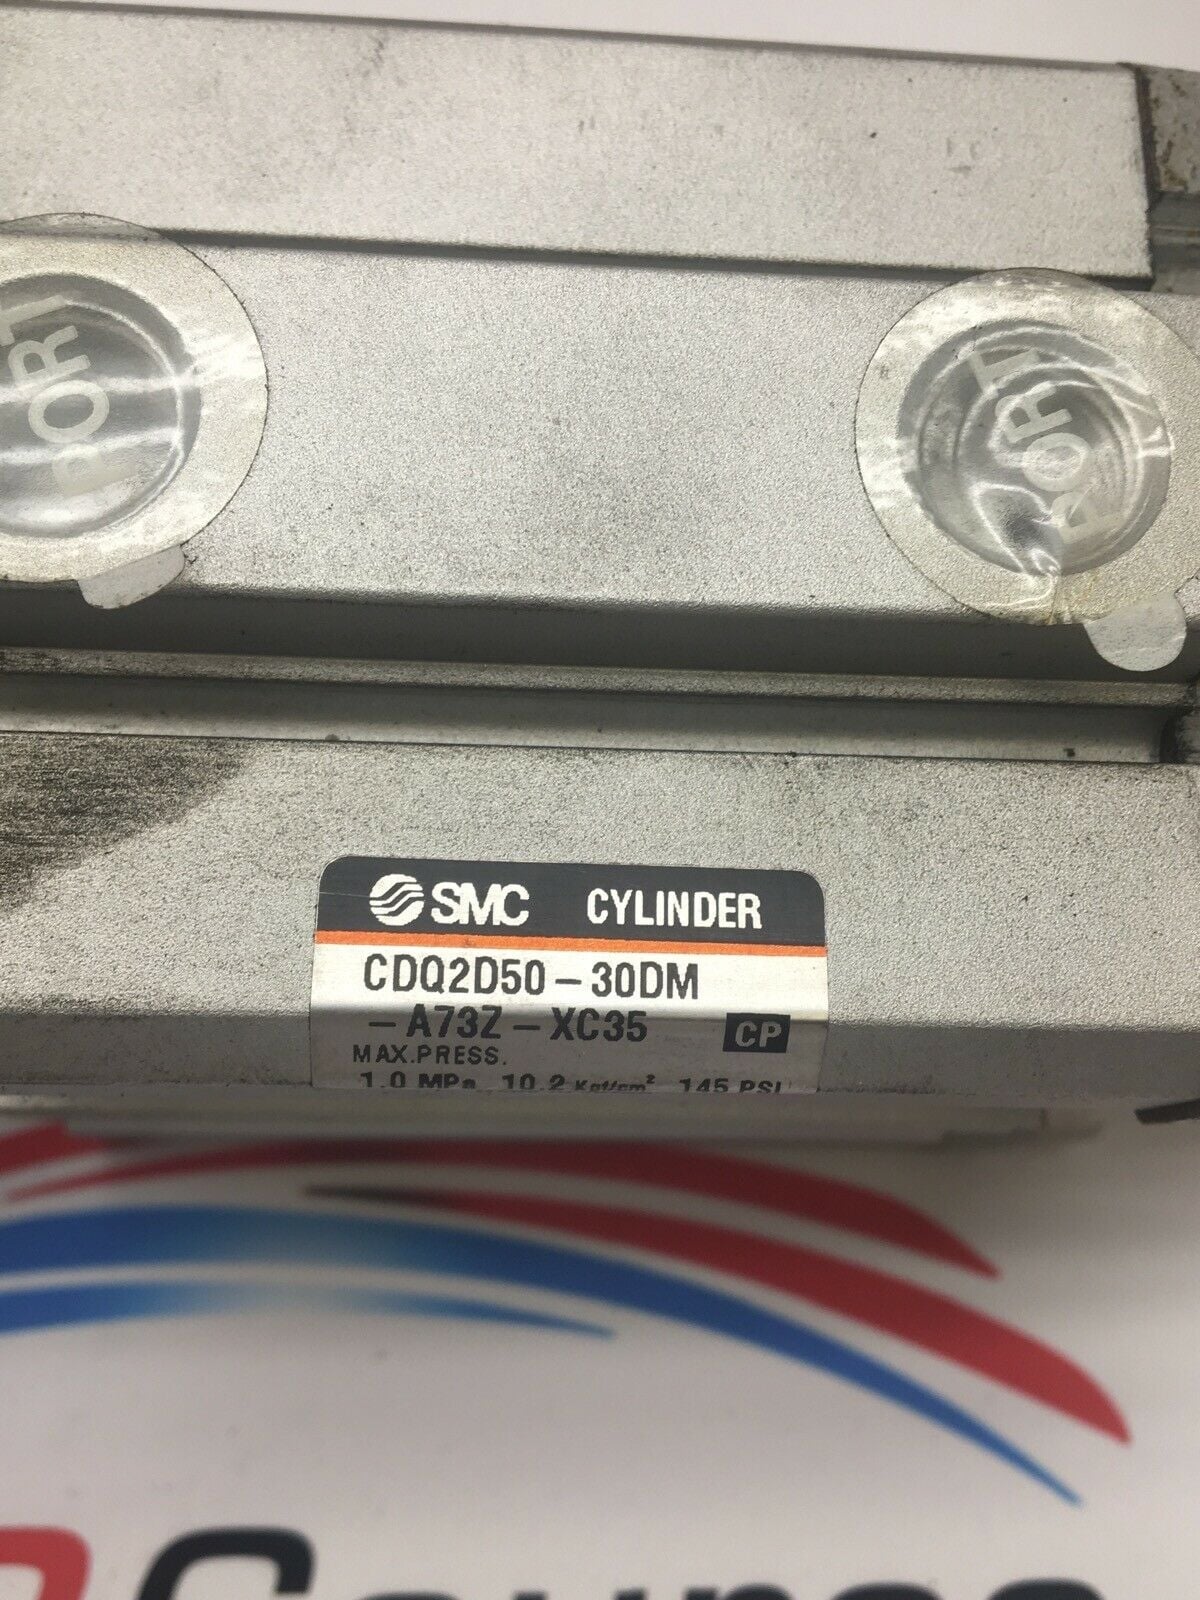 PORT
PORT
SMC CYLINDER
CDQ2D50-30DM
-A73Z-XC35 CP
MAX.PRESS.
1.0 MPa 10.2 Kgf/cm² 145 PSI